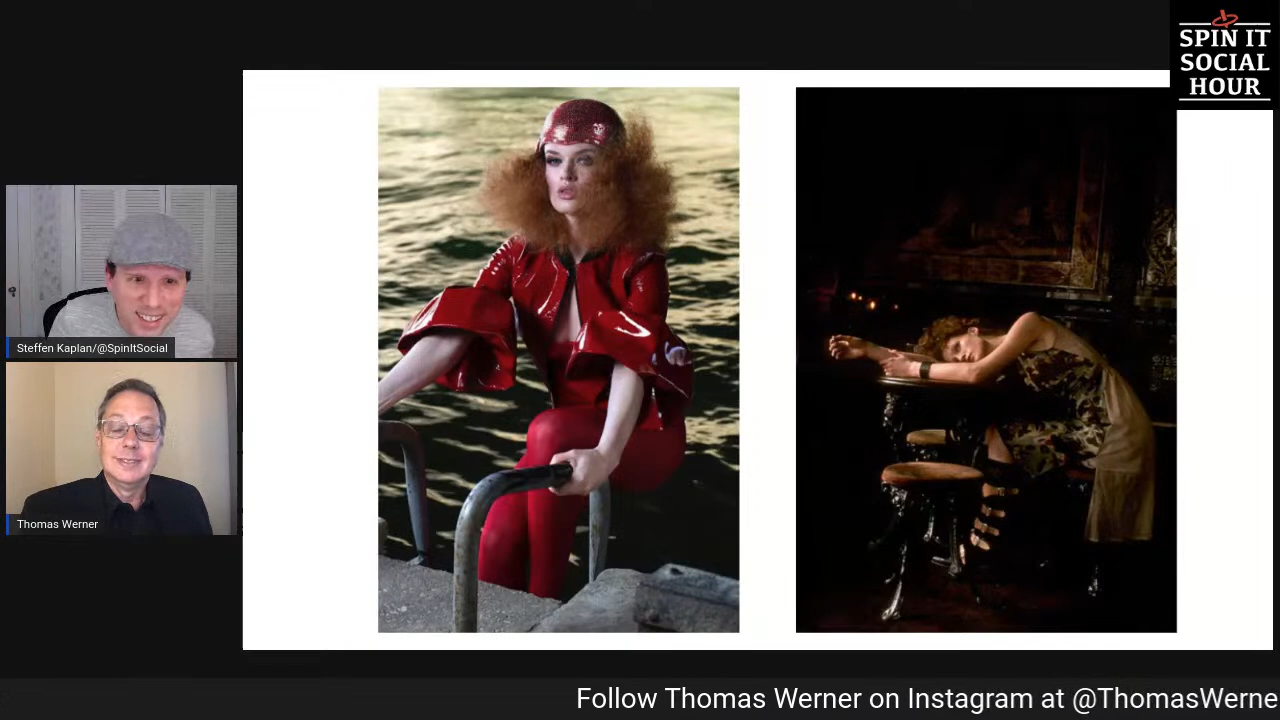 SPIN IT
SOCIAL
HOUR
Steffen Kaplan/@SpinItSocial
Thomas Werner
Follow Thomas Werner on Instagram at @ThomasWerne